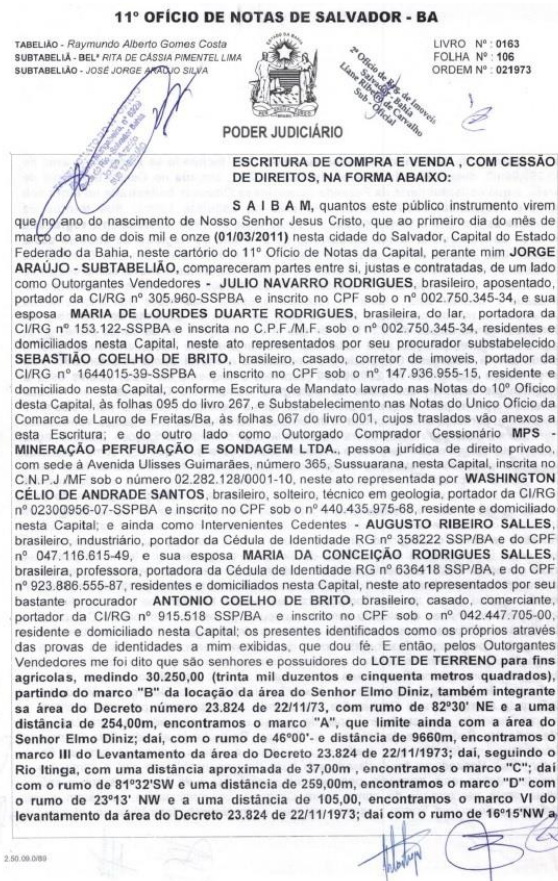 11º OFÍCIO DE NOTAS DE SALVADOR - BA
TABELIÃO - Raymundo Alberto Gomes Costa
SUBTABELIÃ - BELª RITA DE CÁSSIA PIMENTEL LIMA
SUBTABELIÃO - JOSÉ JORGE ARAÚJO SILVA
LIVRO Nº : 0163
FOLHA Nº : 106
ORDEM Nº : 021973
2º Ofício de Reg. de Imoveis
Salvador - Bahia
Liane Ribeiro de Carvalho
Sub - Oficial
PODER JUDICIÁRIO
ESCRITURA DE COMPRA E VENDA , COM CESSÃO
DE DIREITOS, NA FORMA ABAIXO:
S A I B A M, quantos este público instrumento virem
que no ano do nascimento de Nosso Senhor Jesus Cristo, que ao primeiro dia do mês de
março do ano de dois mil e onze (01/03/2011) nesta cidade do Salvador, Capital do Estado
Federado da Bahia, neste cartório do 11º Ofício de Notas da Capital, perante mim JORGE
ARAÚJO - SUBTABELIÃO, compareceram partes entre si, justas e contratadas, de um lado
como Outorgantes Vendedores - JULIO NAVARRO RODRIGUES, brasileiro, aposentado,
portador da CI/RG nº 305.960-SSPBA e inscrito no CPF sob o nº 002.750.345-34, e sua
esposa MARIA DE LOURDES DUARTE RODRIGUES, brasileira, do lar, portadora da
CI/RG nº 153.122-SSPBA e inscrita no C.P.F./M.F. sob o nº 002.750.345-34, residentes e
domiciliados nesta Capital, neste ato representados por seu procurador substabelecido
SEBASTIÃO COELHO DE BRITO, brasileiro, casado, corretor de imoveis, portador da
CI/RG nº 1644015-39-SSPBA e inscrito no CPF sob o nº 147.936.955-15, residente e
domiciliado nesta Capital, conforme Escritura de Mandato lavrado nas Notas do 10º Ofícico
desta Capital, às folhas 095 do livro 267, e Substabelecimento nas Notas do Unico Ofício da
Comarca de Lauro de Freitas/Ba, às folhas 067 do livro 001, cujos traslados vão anexos a
esta Escritura; e do outro lado como Outorgado Comprador Cessionário MPS -
MINERAÇÃO PERFURAÇÃO E SONDAGEM LTDA., pessoa jurídica de direito privado,
com sede à Avenida Ulisses Guimarães, número 365, Sussuarana, nesta Capital, inscrita no
C.N.P.J /MF sob o número 02.282.128/0001-10, neste ato representada por WASHINGTON
CÉLIO DE ANDRADE SANTOS, brasileiro, solteiro, técnico em geologia, portador da CI/RG
nº 02300956-07-SSPBA e inscrito no CPF sob o nº 440.435.975-68, residente e domiciliado
nesta Capital; e ainda como Intervenientes Cedentes - AUGUSTO RIBEIRO SALLES,
brasileiro, industriário, portador da Cédula de Identidade RG nº 358222 SSP/BA e do CPF
nº 047.116.615-49, e sua esposa MARIA DA CONCEIÇÃO RODRIGUES SALLES,
brasileira, professora, portadora da Cédula de Identidade RG nº 636418 SSP/BA, e do CPF
nº 923.886.555-87, residentes e domiciliados nesta Capital, neste ato representados por seu
bastante procurador ANTONIO COELHO DE BRITO, brasileiro, casado, comerciante,
portador da CI/RG nº 915.518 SSP/BA e inscrito no CPF sob o nº 042.447.705-00,
residente e domiciliado nesta Capital; os presentes identificados como os próprios através
das provas de identidades a mim exibidas, que dou fé. E então, pelos Outorgantes
Vendedores me foi dito que são senhores e possuidores do LOTE DE TERRENO para fins
agricolas, medindo 30.250,00 (trinta mil duzentos e cinquenta metros quadrados),
partindo do marco "B" da locação da área do Senhor Elmo Diniz, também integrante
sa área do Decreto número 23.824 de 22/11/73, com rumo de 82º30' NE e a uma
distância de 254,00m, encontramos o marco "A", que limite ainda com a área do
Senhor Elmo Diniz; daí, com o rumo de 46º00'- e distância de 9660m, encontramos o
marco III do Levantamento da área do Decreto 23.824 de 22/11/1973; daí, seguindo o
Rio Itinga, com uma distância aproximada de 37,00m , encontramos o marco "C"; daí
com o rumo de 81º32'SW e uma distância de 259,00m, encontramos o marco "D" com
o rumo de 23º13' NW e a uma distância de 105,00, encontramos o marco VI do
levantamento da área do Decreto 23.824 de 22/11/1973; daí com o rumo de 16º15'NW a
2.50.09.0/89